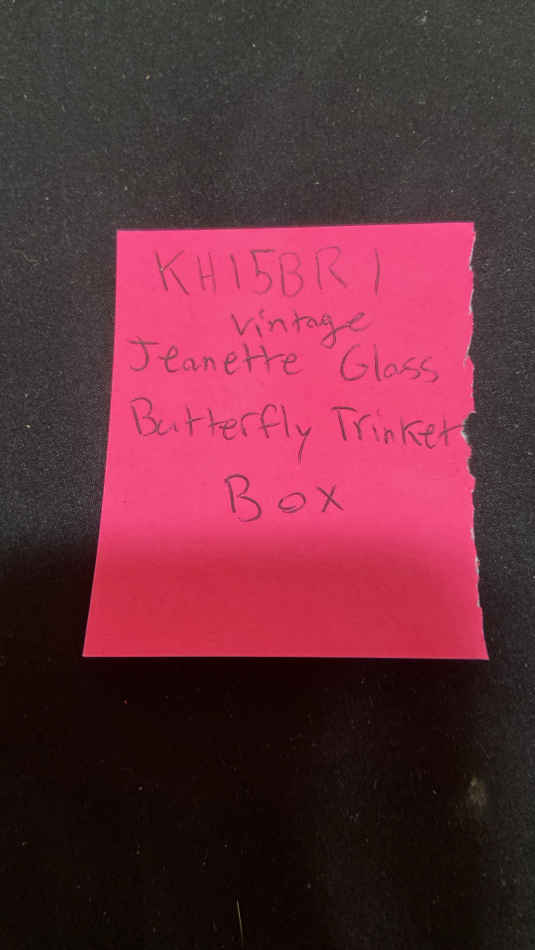 KH15BR1
Vintage
Jeanette Glass
Butterfly Trinket
Box